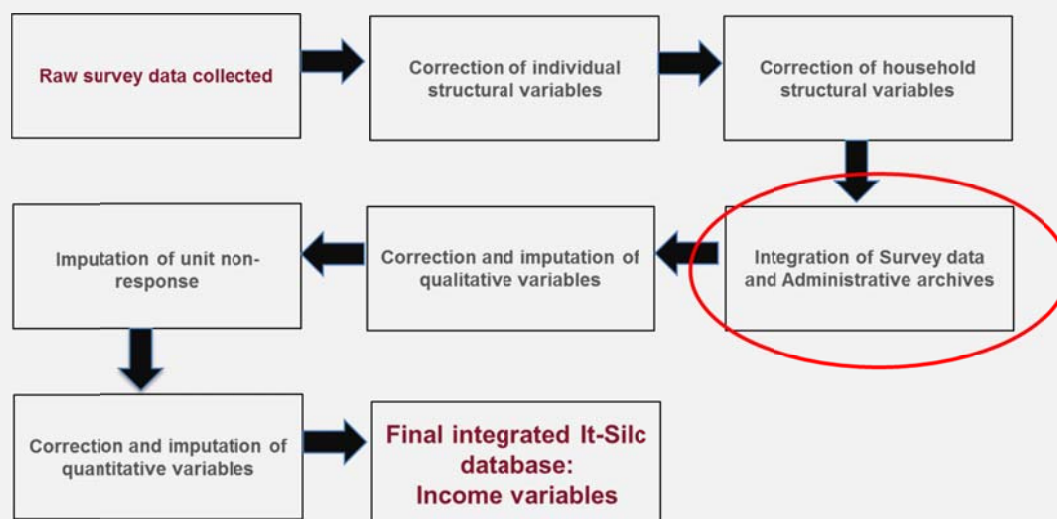 Raw survey data collected
Correction of individual
structural variables
Correction of household
structural variables
Integration of Survey data
and Administrative archives
Correction and imputation of
qualitative variables
Imputation of unit non-
response
Correction and imputation of
quantitative variables
Final integrated It-Silc
database:
Income variables